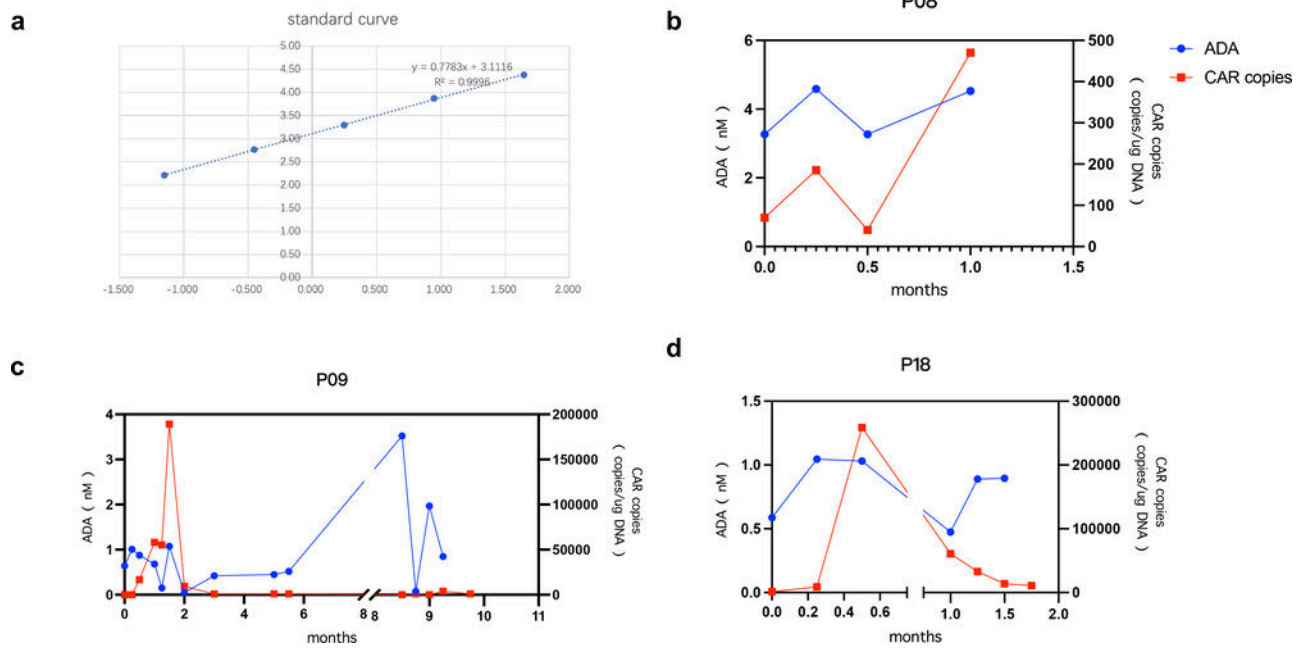 a
standard curve
5.00
4.50
4.00
3.50
3.00
2.50
2.00
1.50
1.00
0.50
0.00
y = 0.7783x + 3.1116
R² = 0.9996
-1.500 -1.000 -0.500 0.000 0.500 1.000 1.500 2.000
b
P08
ADA ( nM )
6
4
2
0
500
400
300
200
100
0
CAR copies
( copies/ug DNA )
0.0 0.5 1.0 1.5
months
ADA
CAR copies
c
P09
ADA ( nM )
4
3
2
1
0
200000
150000
100000
50000
0
CAR copies
( copies/ug DNA )
0 2 4 6 8 8 9 10 11
months
d
P18
ADA ( nM )
1.5
1.0
0.5
0.0
300000
200000
100000
0
CAR copies
( copies/ug DNA )
0.0 0.2 0.4 0.6 1.0 1.5 2.0
months